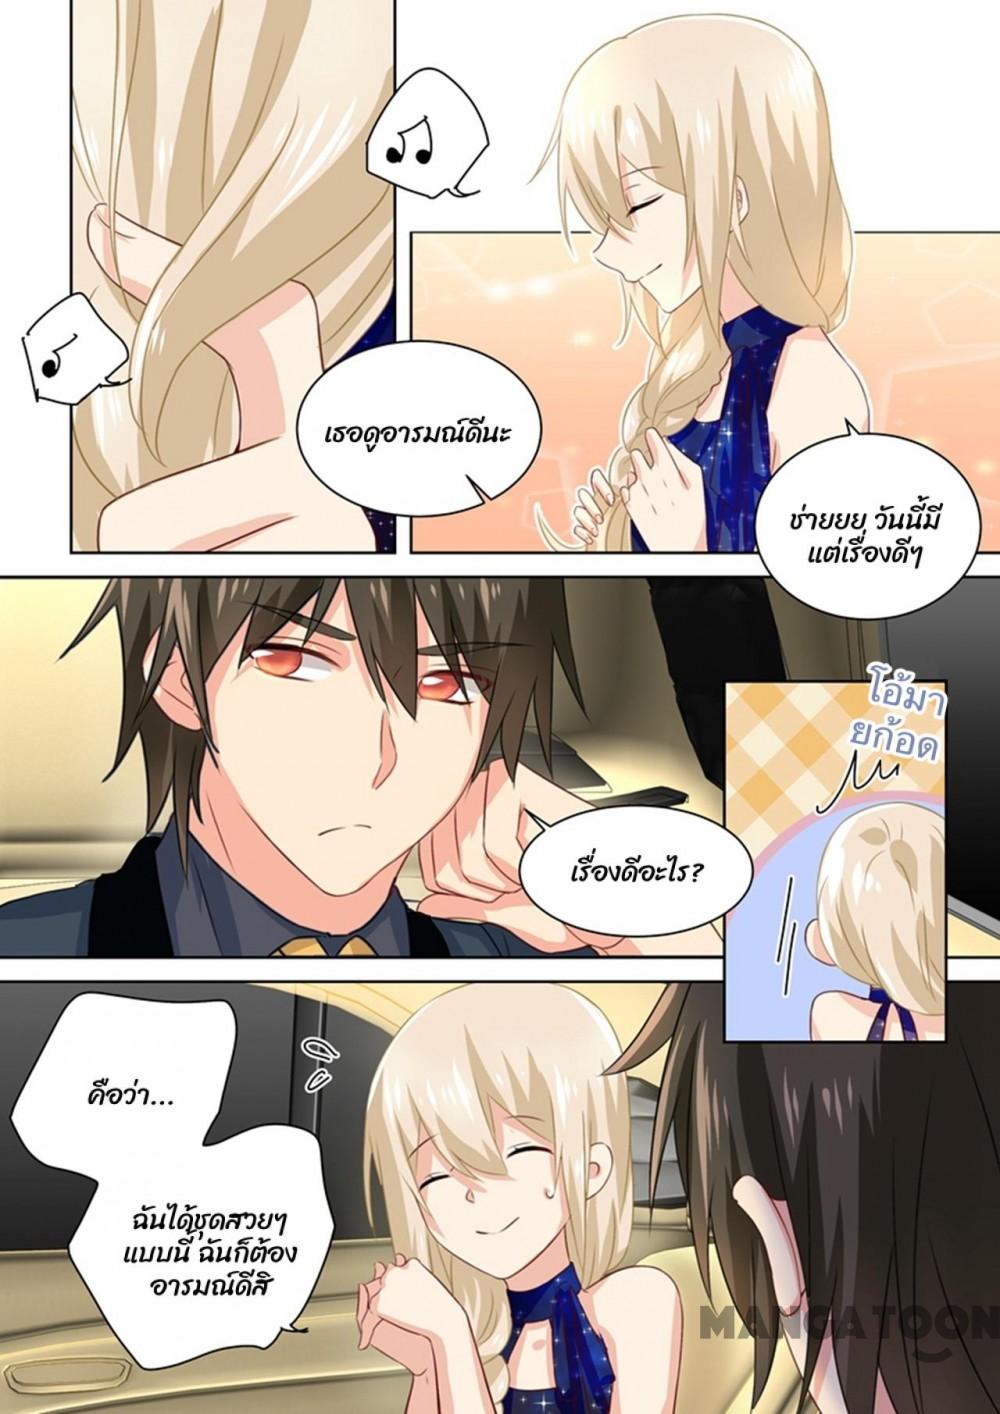 เธอดูอารมณ์ดีนะ
ช่ายยย วันนี้มี
แต่เรื่องดีๆ
โอ้มา
ยก้อด
เรื่องดีอะไร?
คือว่า...
ฉันได้ชุดสวยๆ
แบบนี้ ฉันก็ต้อง
อารมณ์ดีสิ
MANGATOON